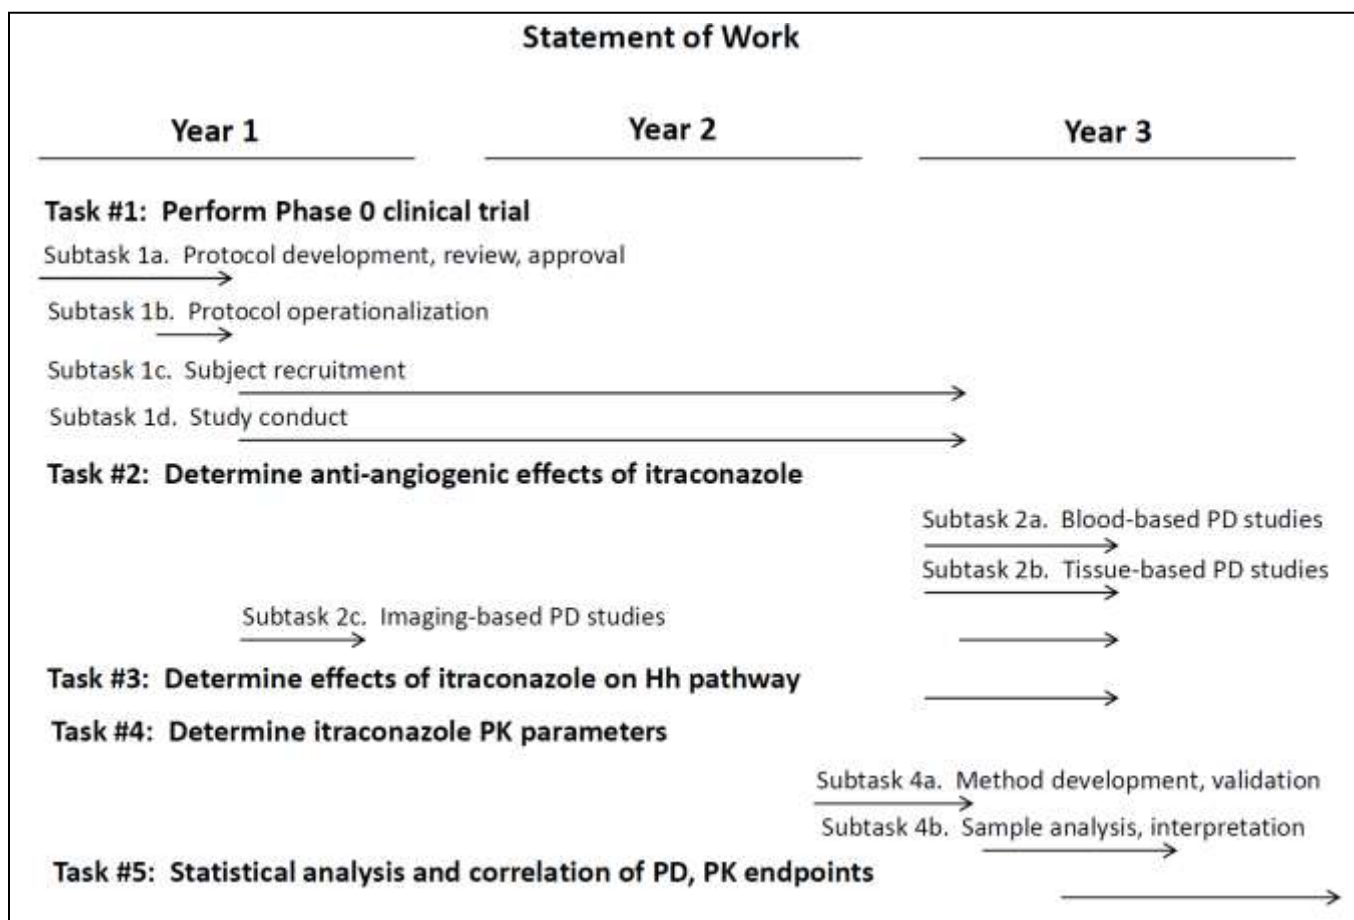 Statement of Work
Year 1
Year 2
Year 3
Task #1: Perform Phase 0 clinical trial
Subtask 1a. Protocol development, review, approval
Subtask 1b. Protocol operationalization
Subtask 1c. Subject recruitment
Subtask 1d. Study conduct
Task #2: Determine anti-angiogenic effects of itraconazole
Subtask 2a. Blood-based PD studies
Subtask 2b. Tissue-based PD studies
Subtask 2c. Imaging-based PD studies
Task #3: Determine effects of itraconazole on Hh pathway
Task #4: Determine itraconazole PK parameters
Subtask 4a. Method development, validation
Subtask 4b. Sample analysis, interpretation
Task #5: Statistical analysis and correlation of PD, PK endpoints